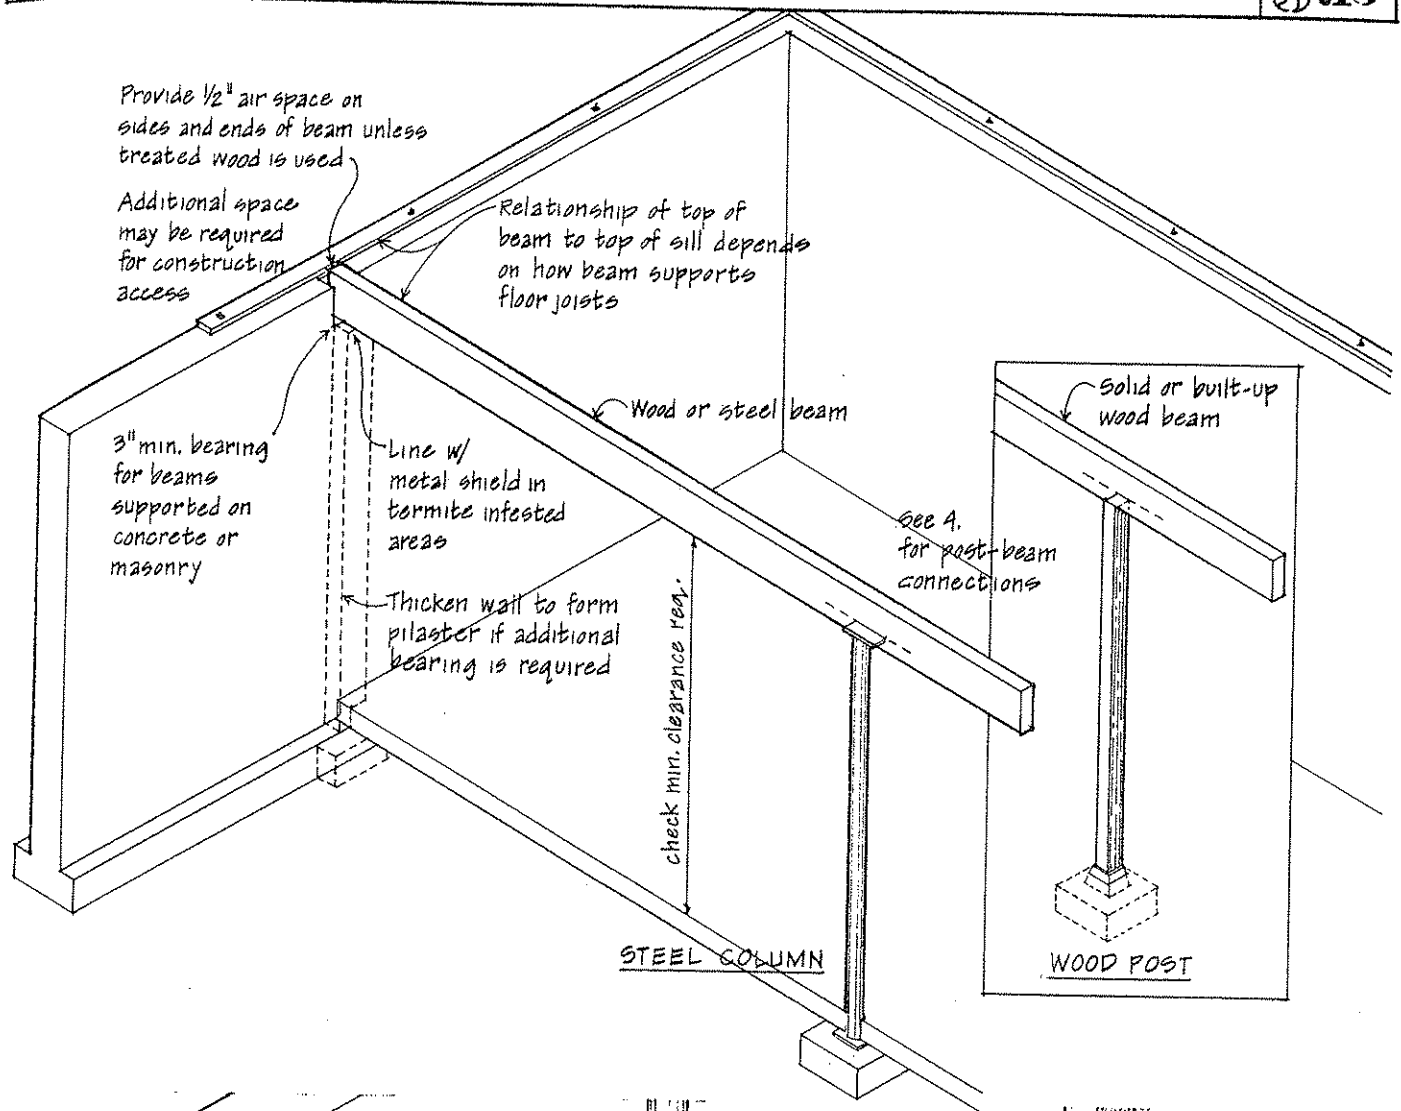 Provide 1/2" air space on
sides and ends of beam unless
treated wood is used
Additional space
may be required
for construction
access
Relationship of top of
beam to top of sill depends
on how beam supports
floor joists
3" min. bearing
for beams
supported on
concrete or
masonry
Line w/
metal shield in
termite infested
areas
Thicken wall to form
pilaster if additional
bearing is required
Wood or steel beam
check min. clearance req.
See 4.
for post-beam
connections
Solid or built-up
wood beam
STEEL COLUMN
WOOD POST